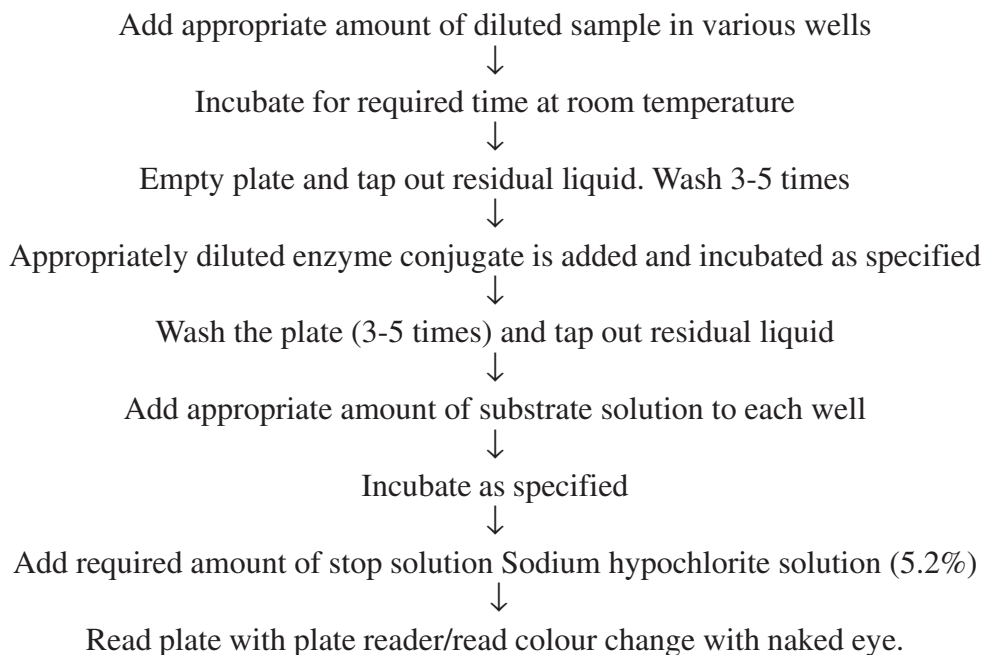 Add appropriate amount of diluted sample in various wells
↓
Incubate for required time at room temperature
↓
Empty plate and tap out residual liquid. Wash 3-5 times
↓
Appropriately diluted enzyme conjugate is added and incubated as specified
↓
Wash the plate (3-5 times) and tap out residual liquid
↓
Add appropriate amount of substrate solution to each well
↓
Incubate as specified
↓
Add required amount of stop solution Sodium hypochlorite solution (5.2%)
↓
Read plate with plate reader/read colour change with naked eye.